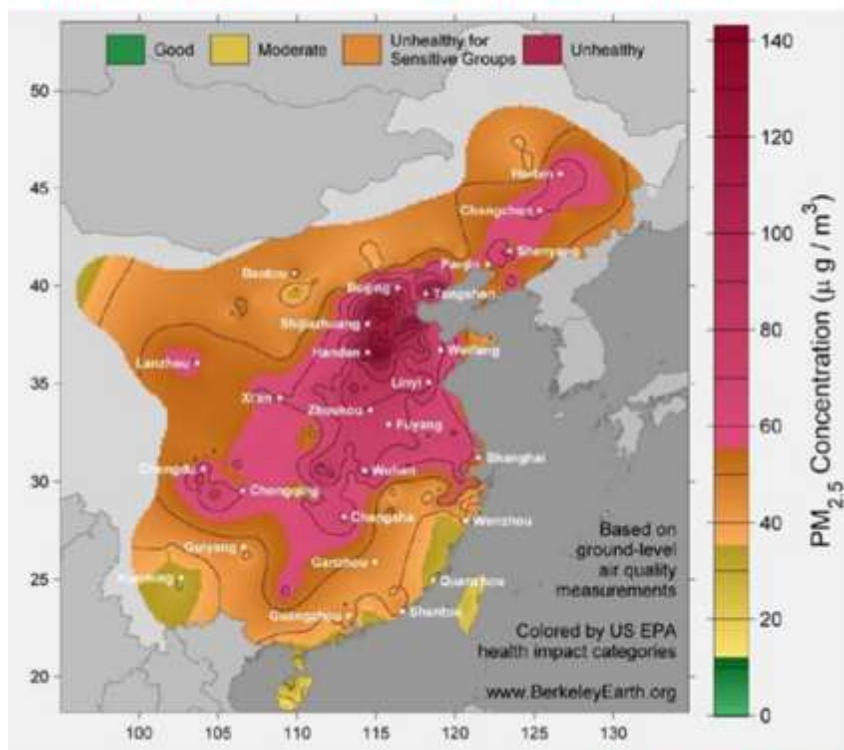 Good
Moderate
Unhealthy for
Sensitive Groups
Unhealthy
140
120
100
80
60
40
20
0
PM2.5 Concentration (μ g / m3)
50
45
40
35
30
25
20
100
105
110
115
120
125
130
Harbin
Changchun
Shenyang
Panjin
Baotou
Beijing
Tangshan
Shijiazhuang
Handan
Weifang
Lanzhou
Linyi
Xi'an
Zhoukou
Fuyang
Shanghai
Chengdu
Wuhan
Chongqing
Changsha
Wenzhou
Guiyang
Ganzhou
Kunming
Quanzhou
Guangzhou
Shantou
Based on
ground-level
air quality
measurements
Colored by US EPA
health impact categories
www.BerkeleyEarth.org